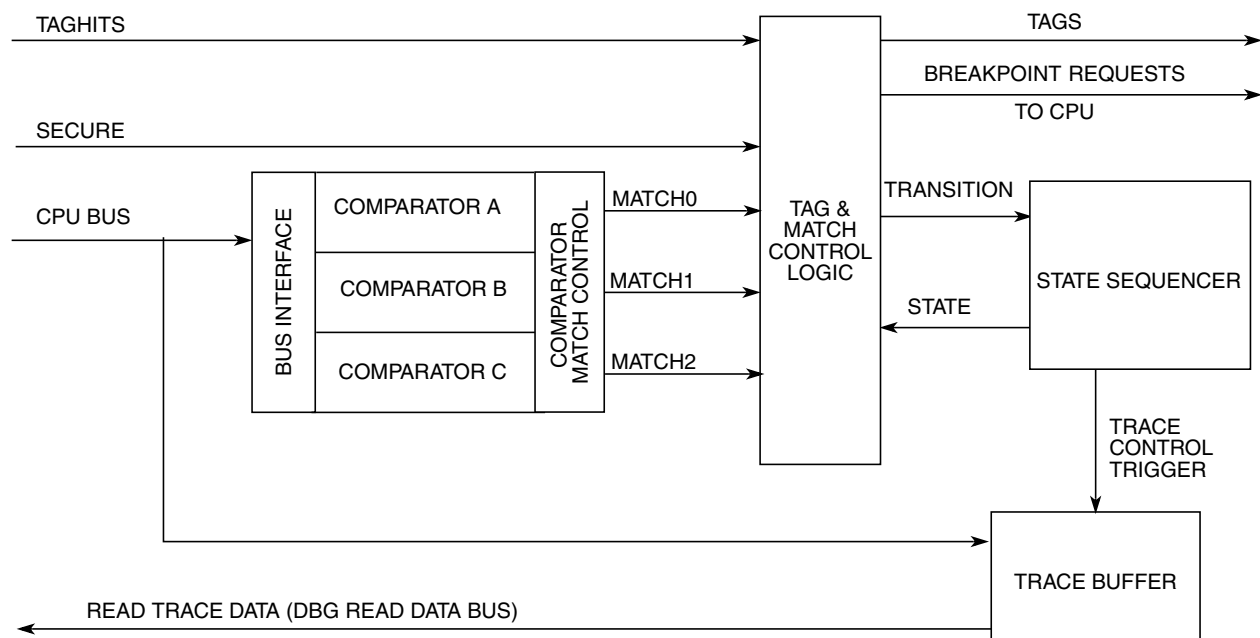 TAGHITS
TAGS
BREAKPOINT REQUESTS
TO CPU
SECURE
CPU BUS
BUS INTERFACE
COMPARATOR A
COMPARATOR B
COMPARATOR C
COMPARATOR
MATCH CONTROL
MATCH0
MATCH1
MATCH2
TAG &
MATCH
CONTROL
LOGIC
TRANSITION
STATE
STATE SEQUENCER
TRACE
CONTROL
TRIGGER
TRACE BUFFER
READ TRACE DATA (DBG READ DATA BUS)